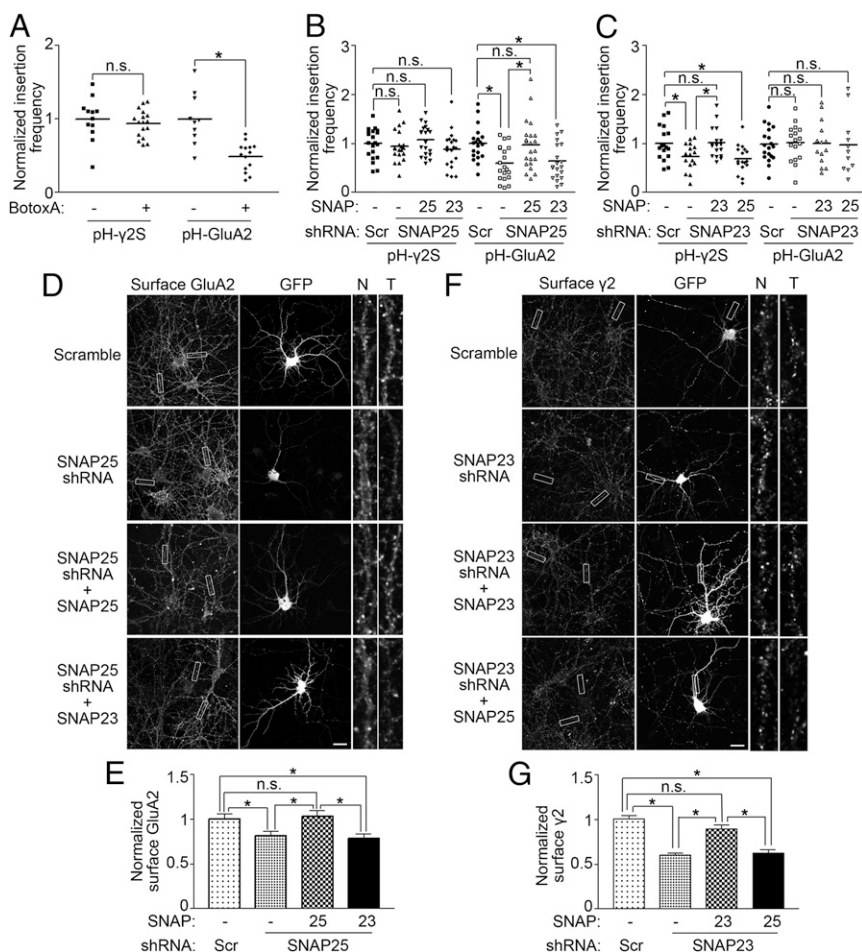 A
Normalized insertion
frequency
2
1
0
n.s.
*
BotoxA: - + - +
pH-γ2S pH-GluA2
B
Normalized insertion
frequency
3
2
1
0
n.s.
n.s.
n.s.
*
n.s.
*
*
SNAP: - - 25 23 - - 25 23
shRNA: Scr SNAP25 Scr SNAP25
pH-γ2S pH-GluA2
C
Normalized insertion
frequency
3
2
1
0
*
n.s.
*
*
n.s.
n.s.
n.s.
SNAP: - - 23 25 - - 23 25
shRNA: Scr SNAP23 Scr SNAP23
pH-γ2S pH-GluA2
D
Surface GluA2 GFP N T
Scramble
SNAP25
shRNA
SNAP25
shRNA
+
SNAP25
SNAP25
shRNA
+
SNAP23
F
Surface γ2 GFP N T
Scramble
SNAP23
shRNA
SNAP23
shRNA
+
SNAP23
SNAP23
shRNA
+
SNAP25
E
Normalized
surface GluA2
1.5
1
0.5
0
*
n.s.
* * *
SNAP: - - 25 23
shRNA: Scr SNAP25
G
Normalized
surface γ2
1.5
1
0.5
0
*
n.s.
* * *
SNAP: - - 23 25
shRNA: Scr SNAP23